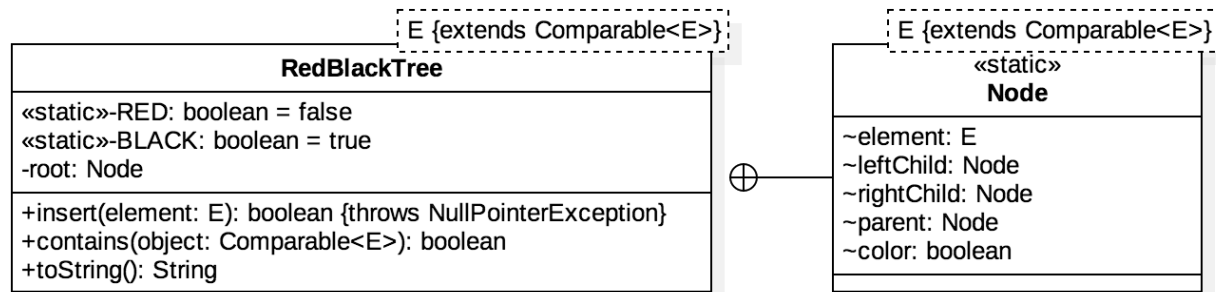 E {extends Comparable<E>}
RedBlackTree
«static»-RED: boolean = false
«static»-BLACK: boolean = true
-root: Node
+insert(element: E): boolean {throws NullPointerException}
+contains(object: Comparable<E>): boolean
+toString(): String
E {extends Comparable<E>}
«static»
Node
~element: E
~leftChild: Node
~rightChild: Node
~parent: Node
~color: boolean